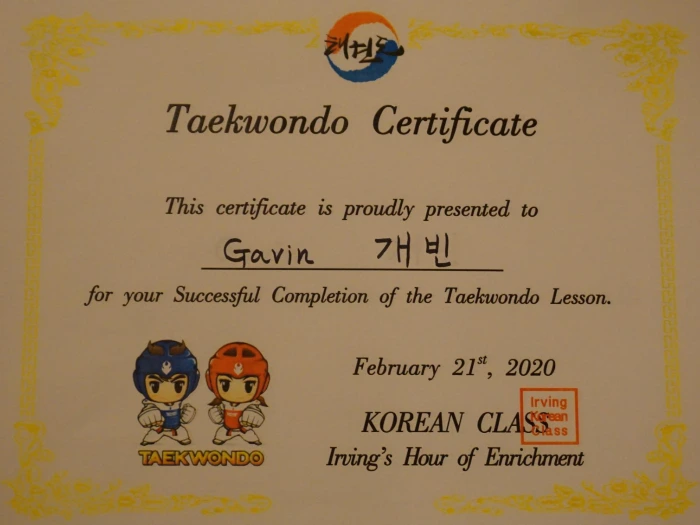 태권도
Taekwondo Certificate
This certificate is proudly presented to
Gavin 개빈
for your Successful Completion of the Taekwondo Lesson.
February 21st, 2020
KOREAN CLASS
Irving
Korean
Class
Irving's Hour of Enrichment
TAEKWONDO